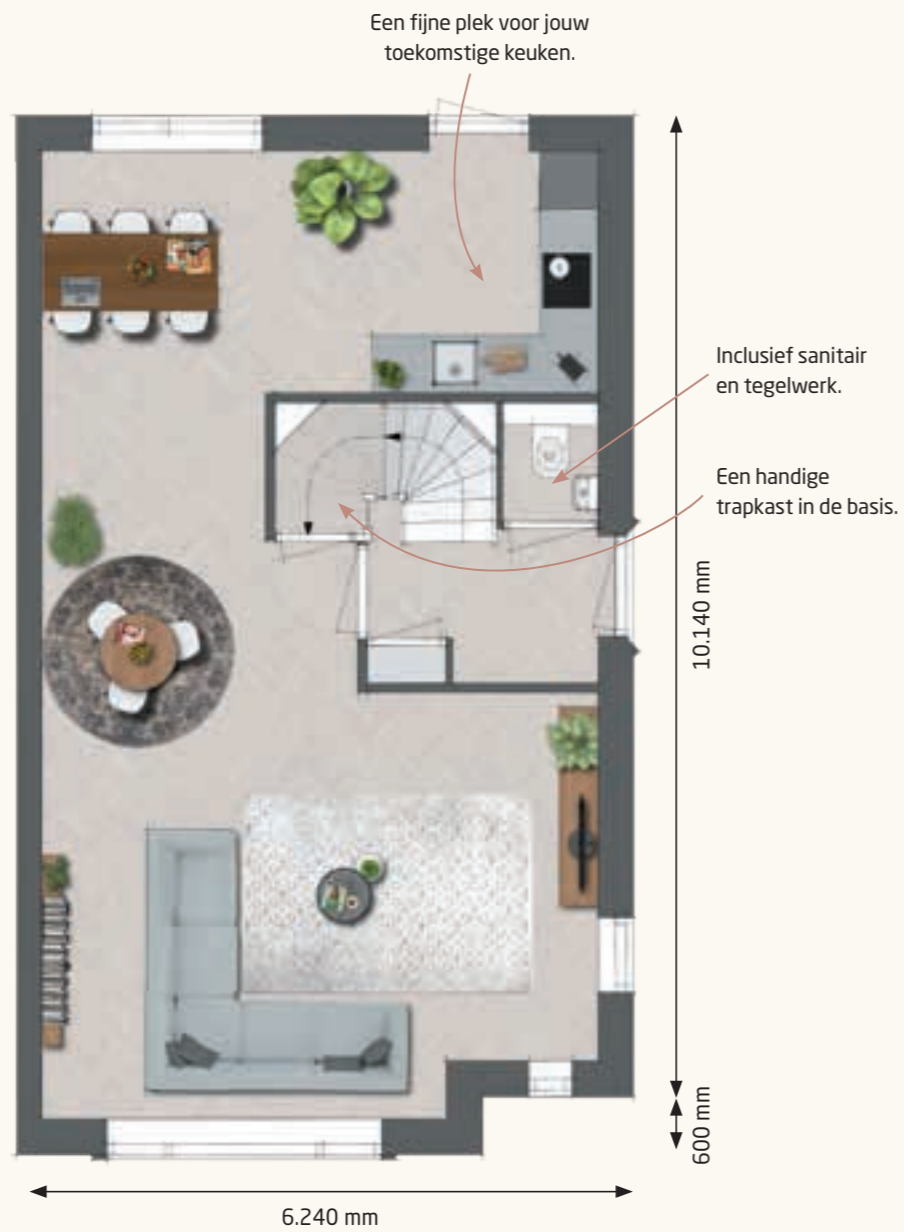 Een fijne plek voor jouw
toekomstige keuken.
Inclusief sanitair
en tegelwerk.
Een handige
trapkast in de basis.
10.140 mm
600 mm
6.240 mm